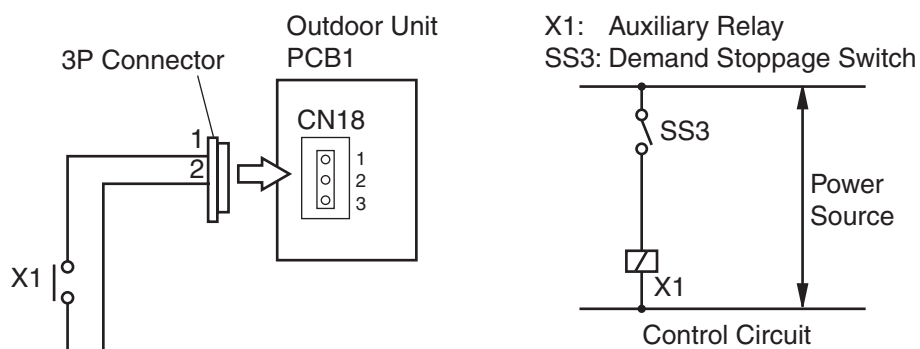 Outdoor Unit
PCB1
3P Connector
CN18
1
2
1
2
3
X1
X1: Auxiliary Relay
SS3: Demand Stoppage Switch
SS3
Power
Source
X1
Control Circuit